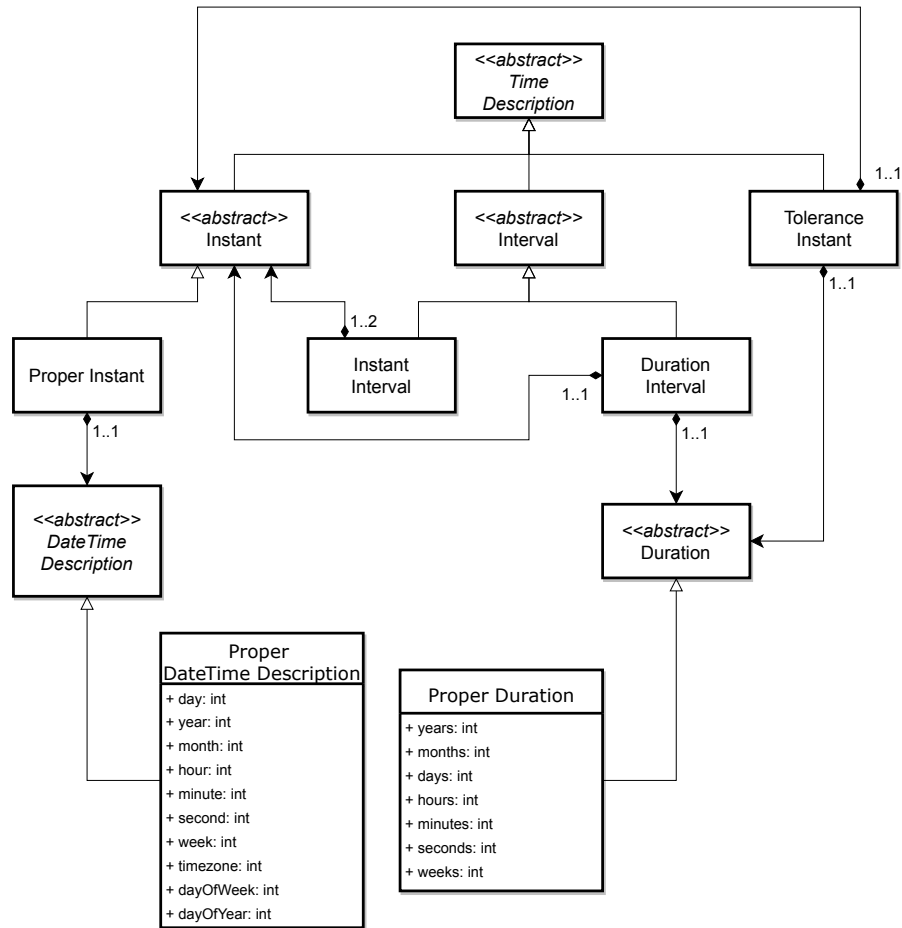 <<abstract>>
Time
Description
1..1
<<abstract>>
Instant
<<abstract>>
Interval
Tolerance
Instant
1..1
1..2
Proper Instant
Instant
Interval
Duration
Interval
1..1
1..1
1..1
<<abstract>>
DateTime
Description
<<abstract>>
Duration
Proper
DateTime Description
+ day: int
+ year: int
+ month: int
+ hour: int
+ minute: int
+ second: int
+ week: int
+ timezone: int
+ dayOfWeek: int
+ dayOfYear: int
Proper Duration
+ years: int
+ months: int
+ days: int
+ hours: int
+ minutes: int
+ seconds: int
+ weeks: int